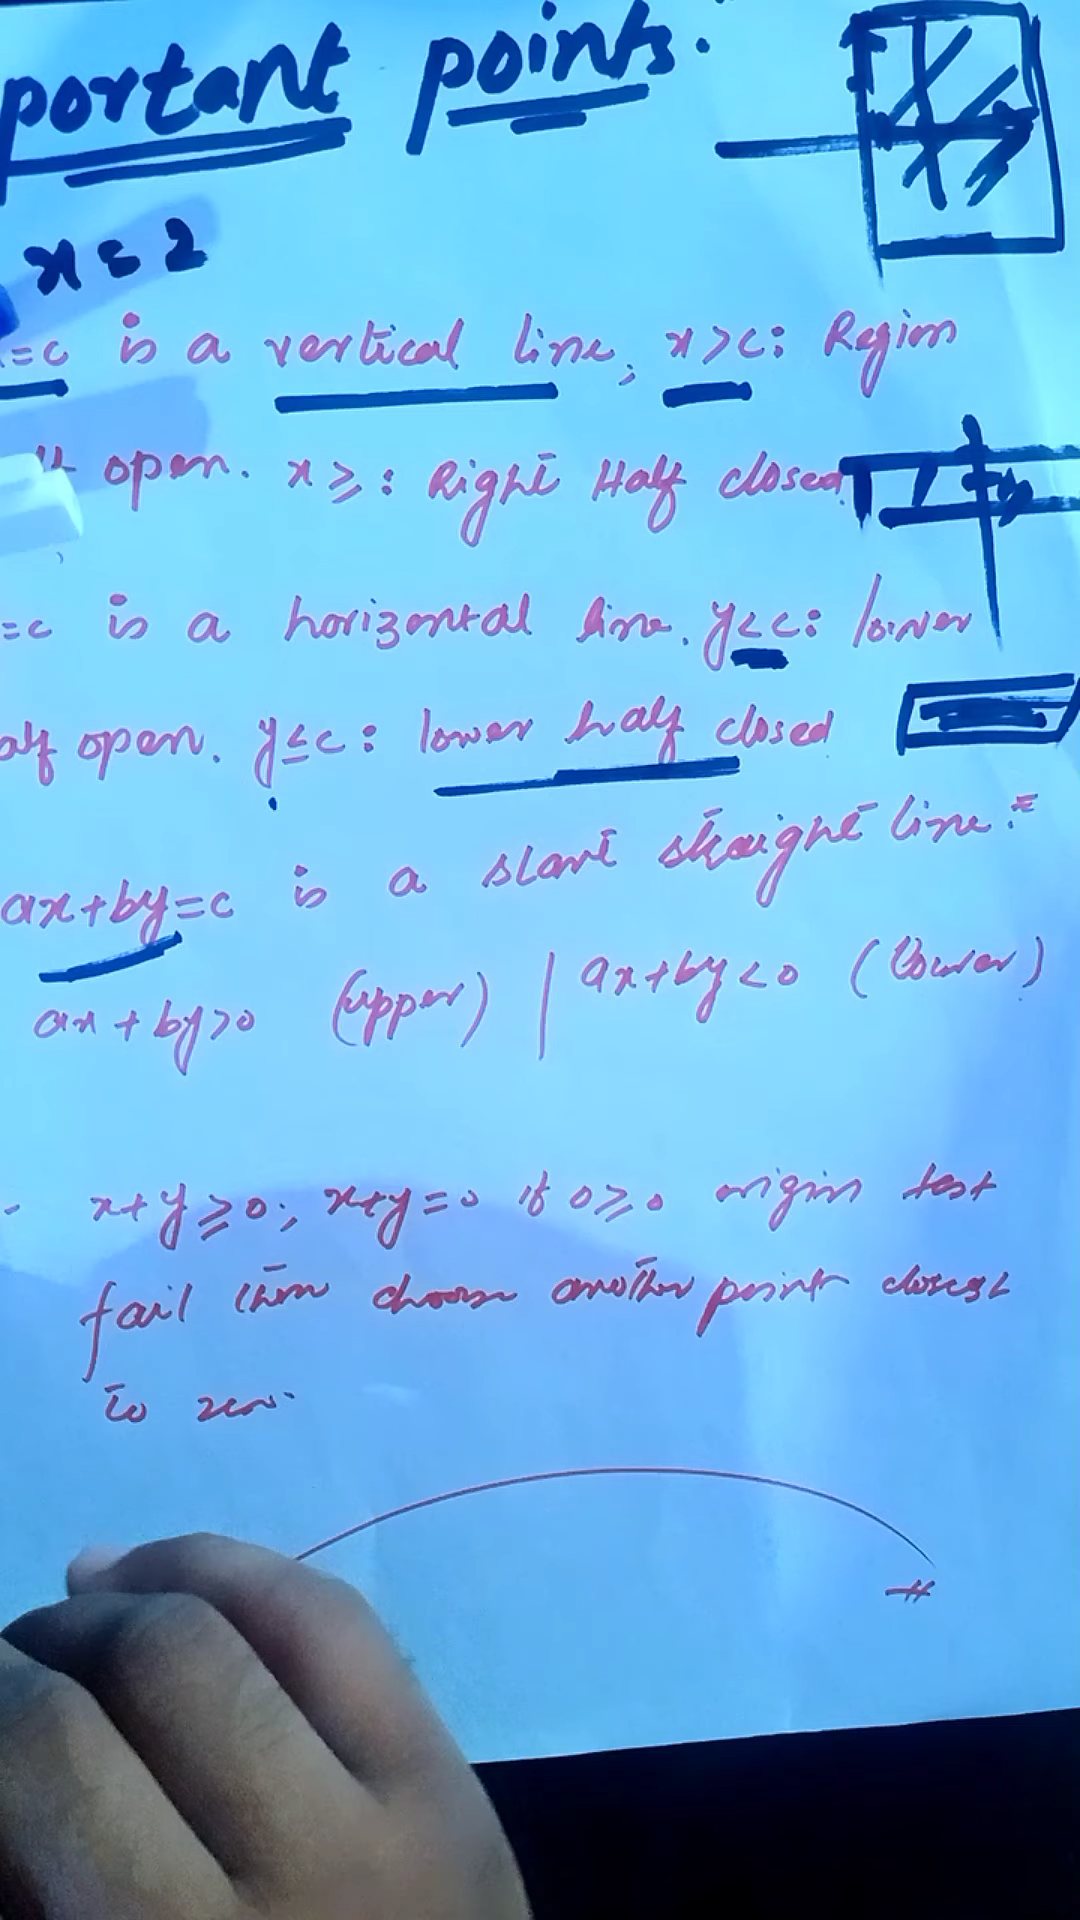 portant points.
x = 2
=c is a vertical line, x>c: Region
open. x ≥ : Right Half closed
=c is a horizontal line. y<c: lower
alf open. y≤c: lower half closed
ax+by=c is a slant straight line.
ax + by>0 (upper) | ax+by<0 (lower)
- x+y≥0; x+y=0 if 0≥0 origin test
fail then choose another point closest
to zero.